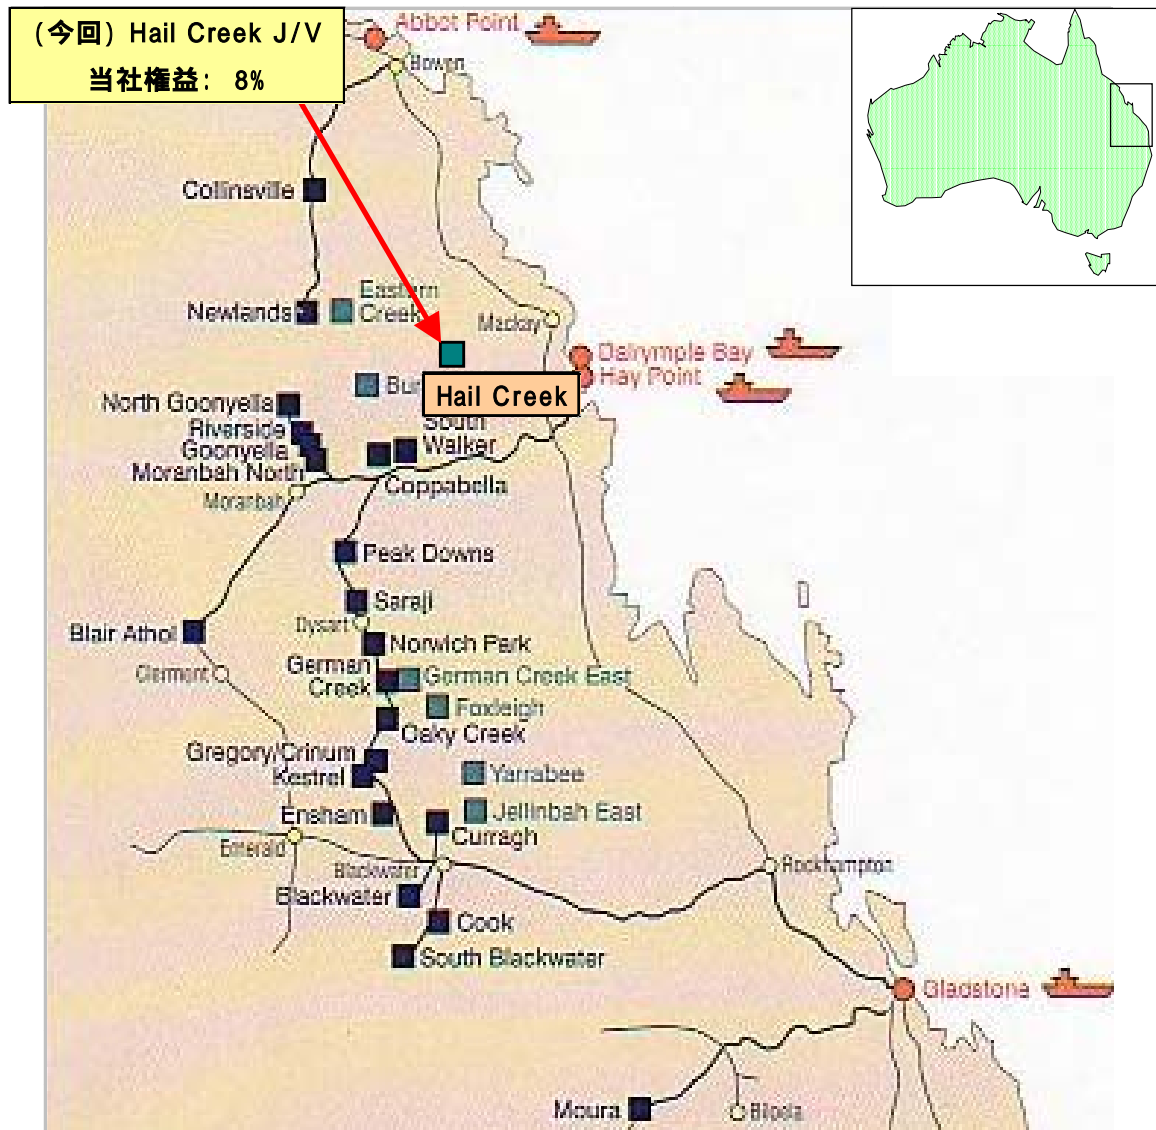 (今回) Hail Creek J/V
当社権益: 8%
Abbot Point
Bowen
Collinsville
Newlands
Eastern
Creek
Mackay
Dalrymple Bay
Hay Point
Hail Creek
North Goonyella
Riverside
Goonyella
Moranbah North
Moranbah
South
Walker
Coppabella
Peak Downs
Saraji
Dysart
Blair Athol
Norwich Park
Clermont
German
Creek
German Creek East
Foxleigh
Oaky Creek
Gregory/Crinum
Kestrel
Yarrabee
Ensham
Jellinbah East
Curragh
Emerald
Blackwater
Rockhampton
Blackwater
Cook
South Blackwater
Gladstone
Moura
Biloela